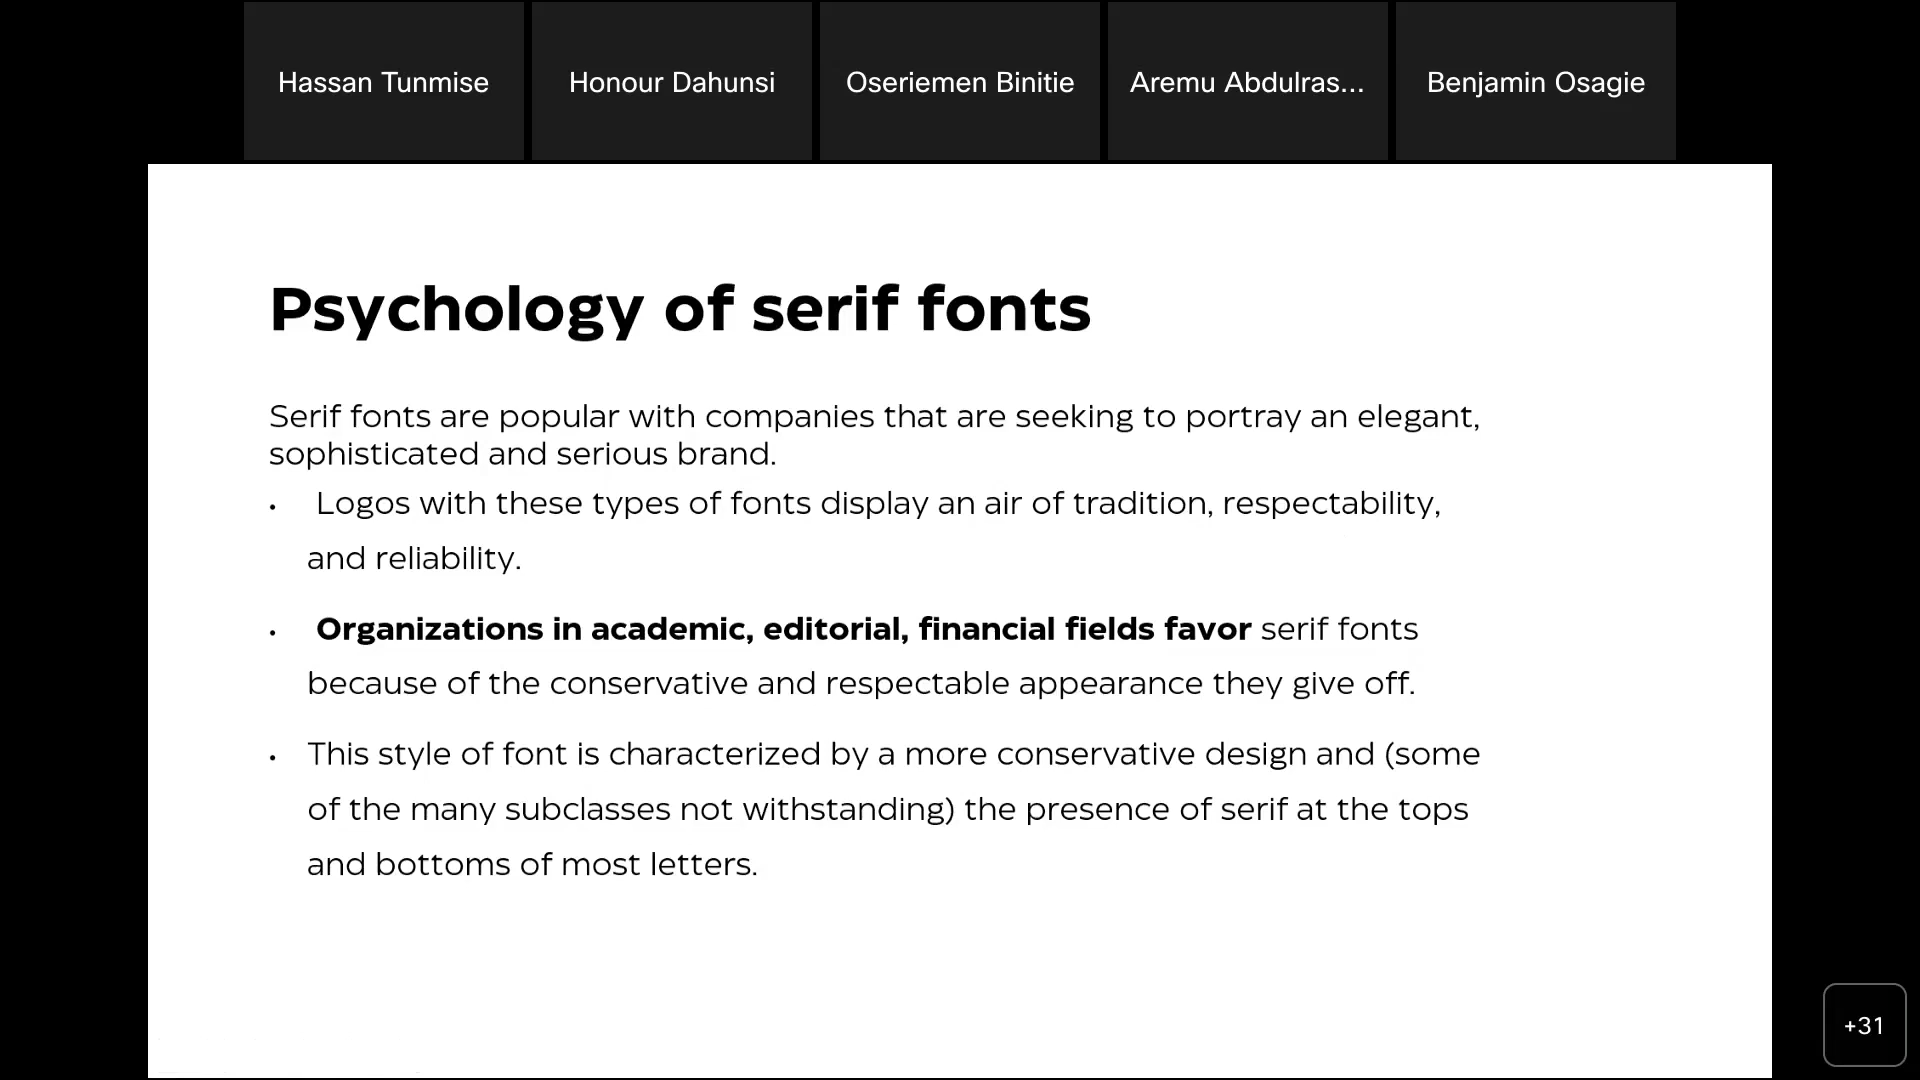 Hassan Tunmise
Honour Dahunsi
Oseriemen Binitie
Aremu Abdulras...
Benjamin Osagie
Psychology of serif fonts
Serif fonts are popular with companies that are seeking to portray an elegant,
sophisticated and serious brand.
• Logos with these types of fonts display an air of tradition, respectability,
and reliability.
• Organizations in academic, editorial, financial fields favor serif fonts
because of the conservative and respectable appearance they give off.
• This style of font is characterized by a more conservative design and (some
of the many subclasses not withstanding) the presence of serif at the tops
and bottoms of most letters.
+31